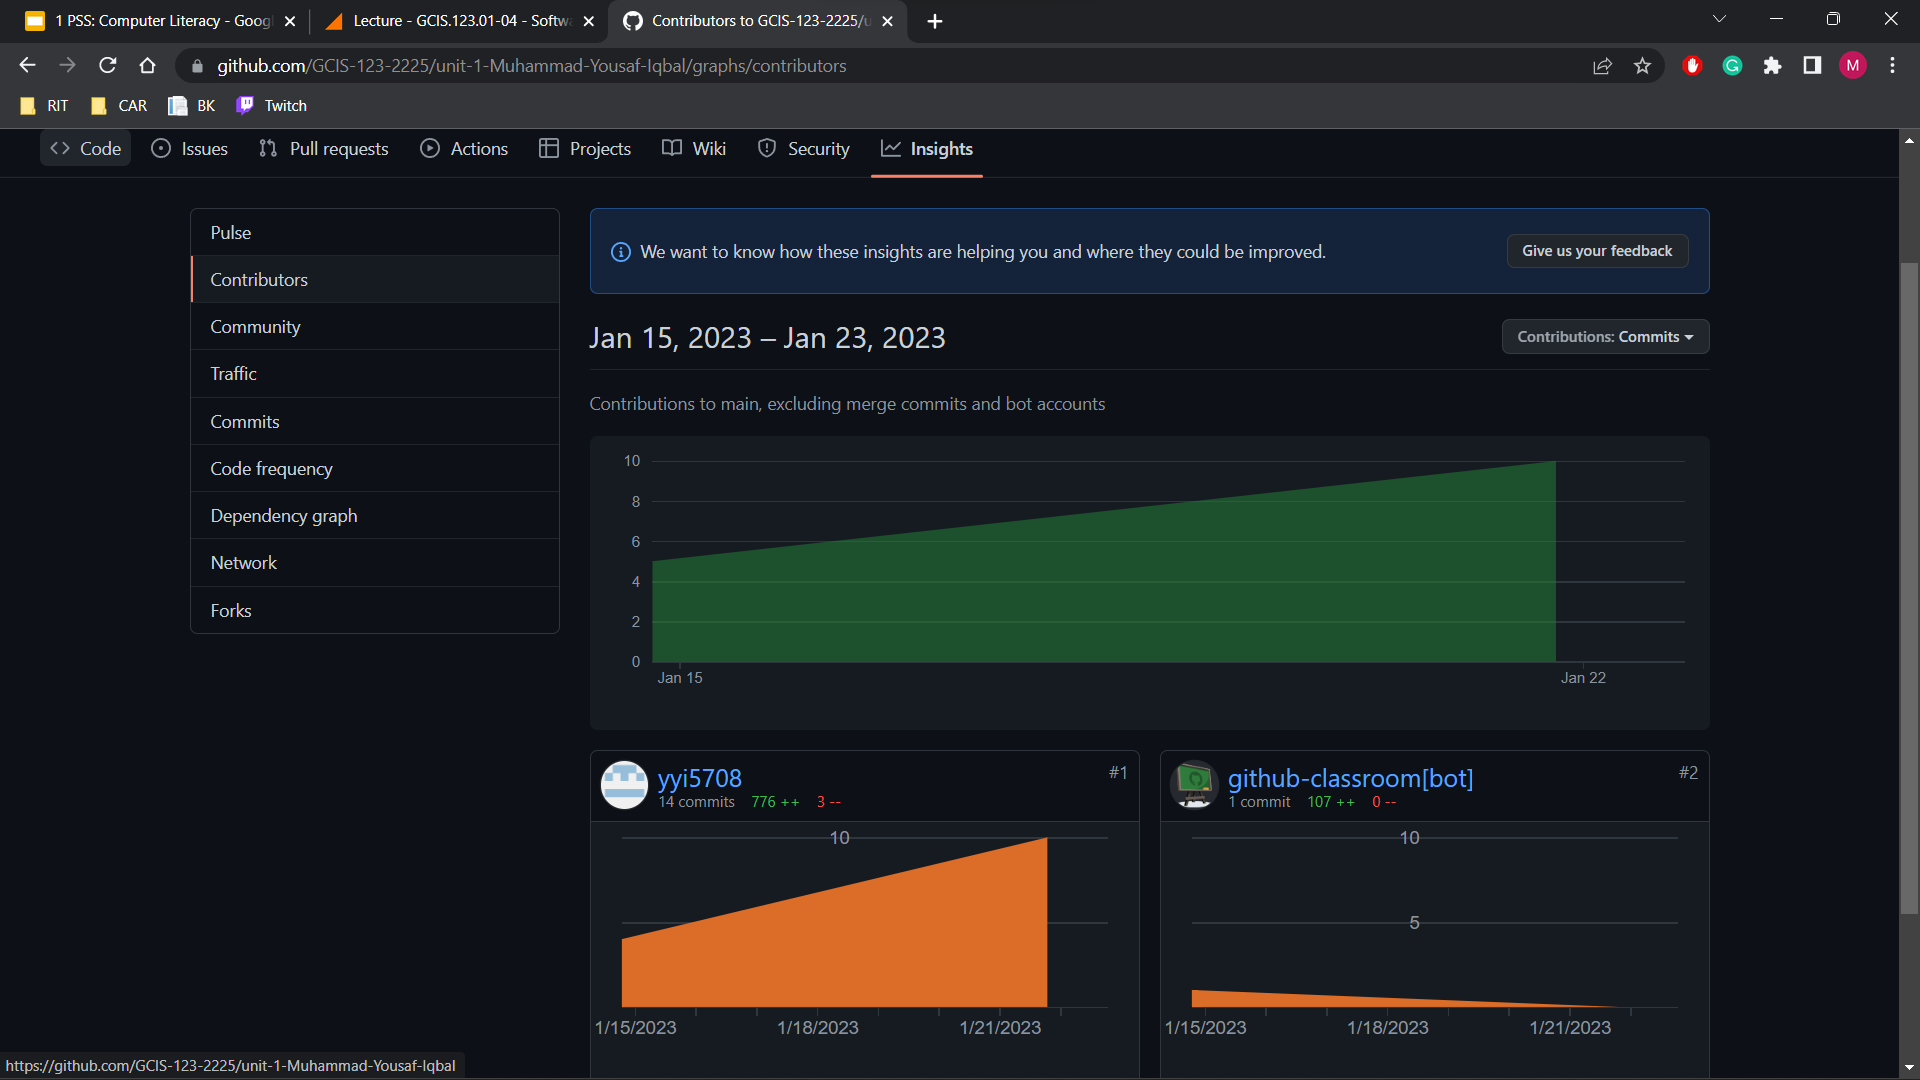 1 PSS: Computer Literacy - Goog
Lecture - GCIS.123.01-04 - Softw
Contributors to GCIS-123-2225/u
github.com/GCIS-123-2225/unit-1-Muhammad-Yousaf-Iqbal/graphs/contributors
M
RIT
CAR
BK
Twitch
Code
Issues
Pull requests
Actions
Projects
Wiki
Security
Insights
Pulse
Contributors
Community
Traffic
Commits
Code frequency
Dependency graph
Network
Forks
We want to know how these insights are helping you and where they could be improved.
Give us your feedback
Jan 15, 2023 – Jan 23, 2023
Contributions: Commits
Contributions to main, excluding merge commits and bot accounts
10
8
6
4
2
0
Jan 15
Jan 22
yyi5708
#1
14 commits 776 ++ 3 --
10
1/15/2023
1/18/2023
1/21/2023
github-classroom[bot]
#2
1 commit 107 ++ 0 --
10
5
1/15/2023
1/18/2023
1/21/2023
https://github.com/GCIS-123-2225/unit-1-Muhammad-Yousaf-Iqbal